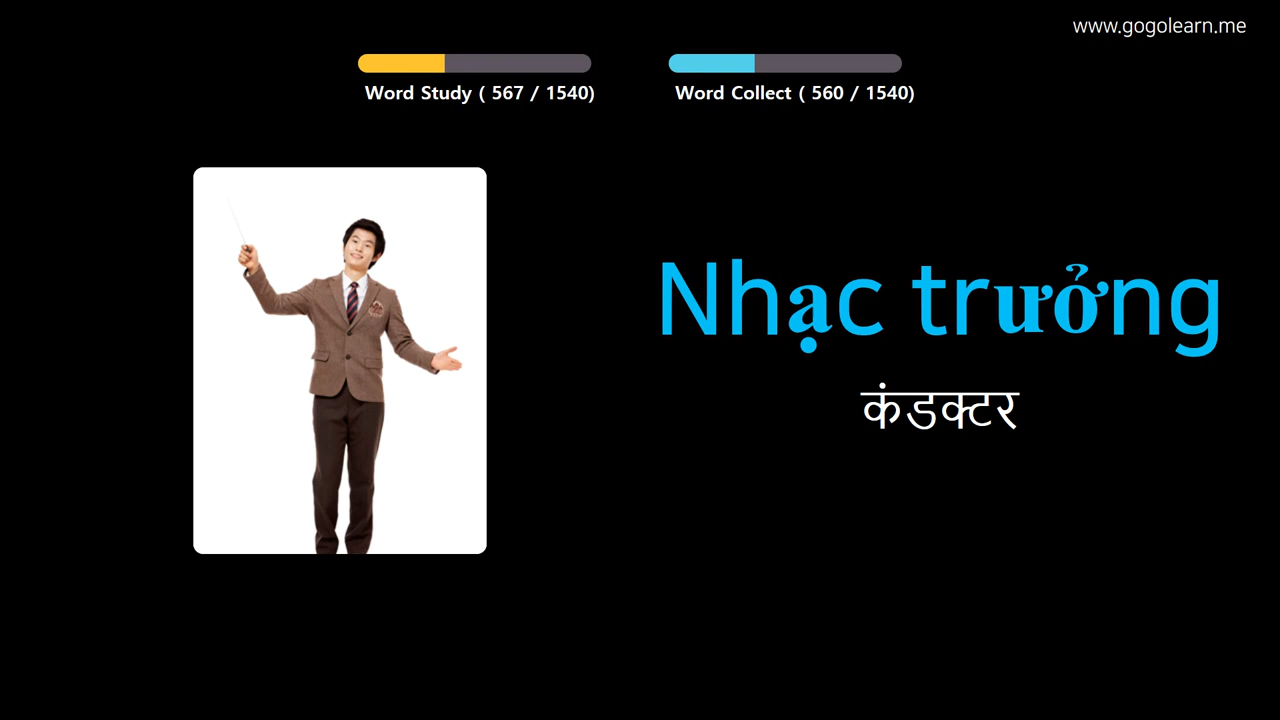 www.gogolearn.me
Word Study ( 567 / 1540)
Word Collect ( 560 / 1540)
Nhạc trưởng
कंडक्टर